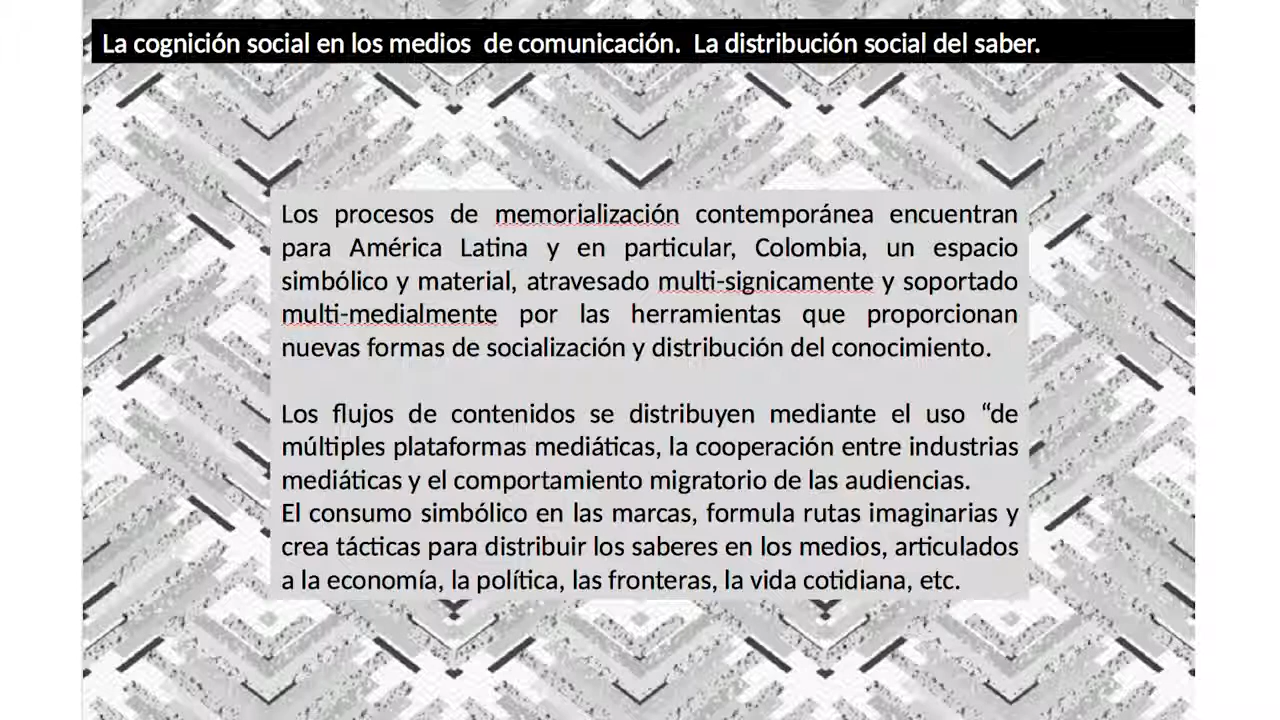 La cognición social en los medios  de comunicación.  La distribución social del saber.
Los procesos de memorialización contemporánea encuentran
para América Latina y en particular, Colombia, un espacio
simbólico y material, atravesado multi-signicamente y soportado
multi-medialmente por las herramientas que proporcionan
nuevas formas de socialización y distribución del conocimiento.
Los flujos de contenidos se distribuyen mediante el uso “de
múltiples plataformas mediáticas, la cooperación entre industrias
mediáticas y el comportamiento migratorio de las audiencias.
El consumo simbólico en las marcas, formula rutas imaginarias y
crea tácticas para distribuir los saberes en los medios, articulados
a la economía, la política, las fronteras, la vida cotidiana, etc.